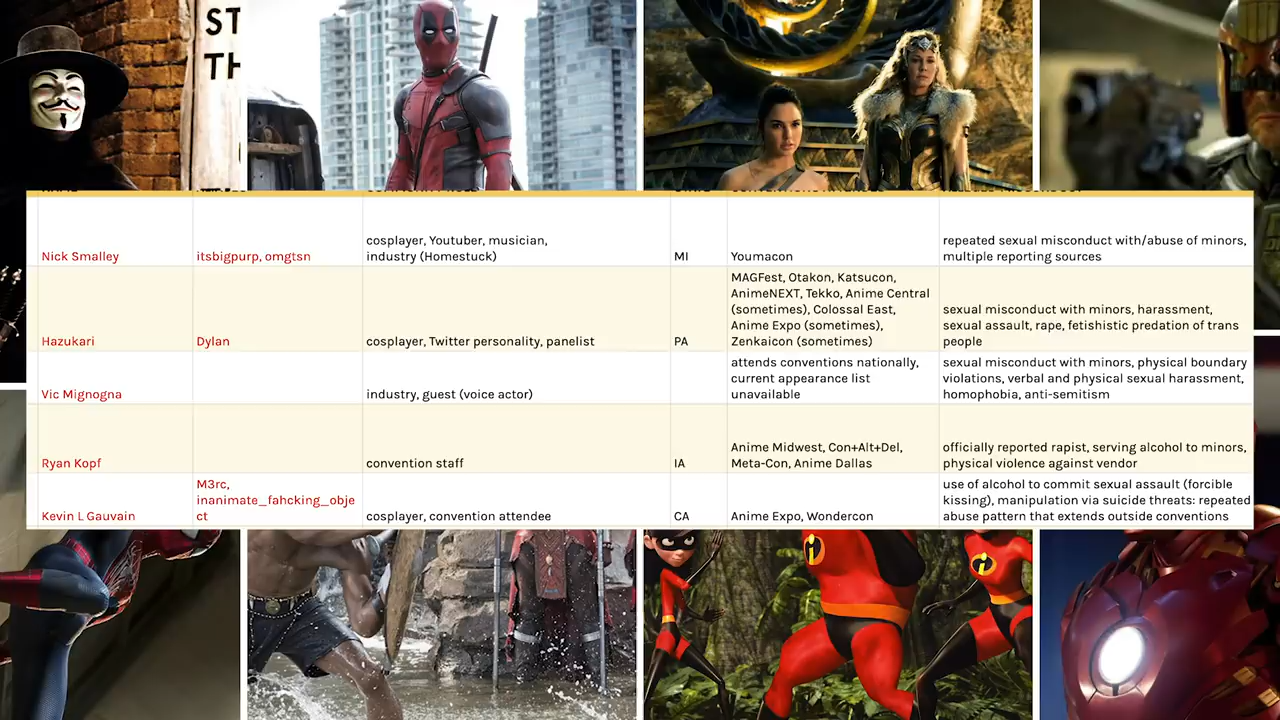 ST
TH
Nick Smalley
itsbigpurp, omgtsn
cosplayer, Youtuber, musician,
industry (Homestuck)
MI
Youmacon
repeated sexual misconduct with/abuse of minors,
multiple reporting sources
Hazukari
Dylan
cosplayer, Twitter personality, panelist
PA
MAGFest, Otakon, Katsucon,
AnimeNEXT, Tekko, Anime Central
(sometimes), Colossal East,
Anime Expo (sometimes),
Zenkaicon (sometimes)
sexual misconduct with minors, harassment,
sexual assault, rape, fetishistic predation of trans
people
Vic Mignogna
industry, guest (voice actor)
attends conventions nationally,
current appearance list
unavailable
sexual misconduct with minors, physical boundary
violations, verbal and physical sexual harassment,
homophobia, anti-semitism
Ryan Kopf
convention staff
IA
Anime Midwest, Con+Alt+Del,
Meta-Con, Anime Dallas
officially reported rapist, serving alcohol to minors,
physical violence against vendor
Kevin L Gauvain
M3rc,
inanimate_fahcking_obje
ct
cosplayer, convention attendee
CA
Anime Expo, Wondercon
use of alcohol to commit sexual assault (forcible
kissing), manipulation via suicide threats: repeated
abuse pattern that extends outside conventions